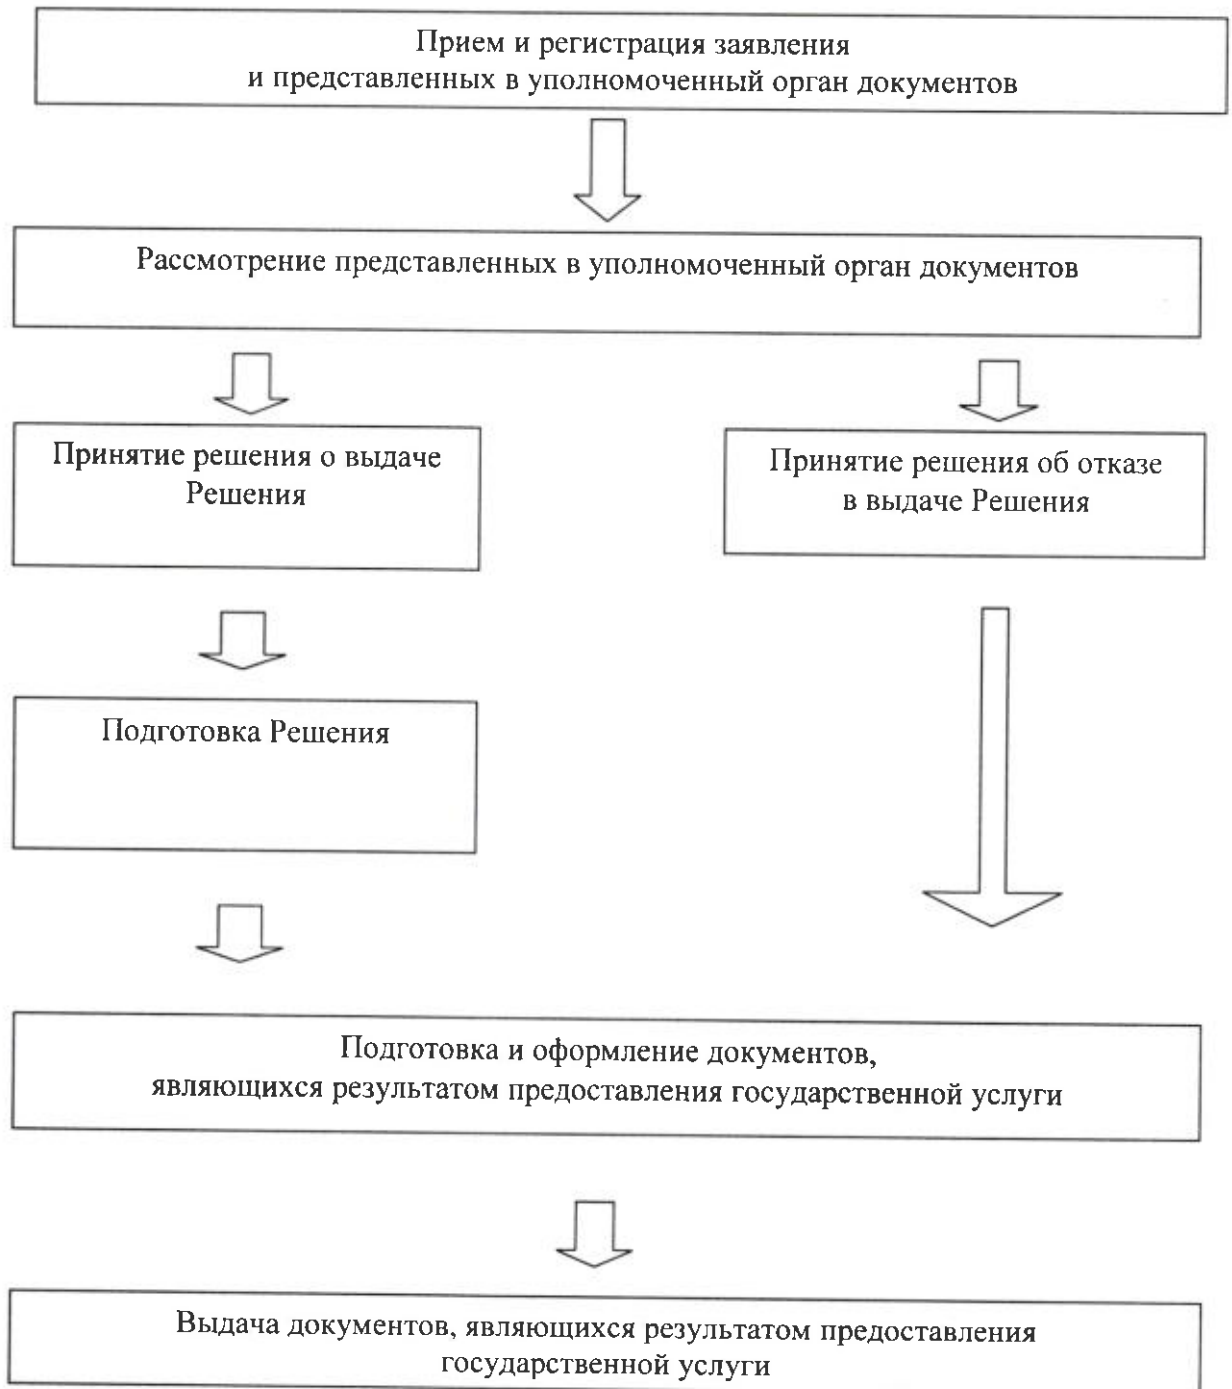 Прием и регистрация заявления
и представленных в уполномоченный орган документов
Рассмотрение представленных в уполномоченный орган документов
Принятие решения о выдаче
Решения
Принятие решения об отказе
в выдаче Решения
Подготовка Решения
Подготовка и оформление документов,
являющихся результатом предоставления государственной услуги
Выдача документов, являющихся результатом предоставления
государственной услуги